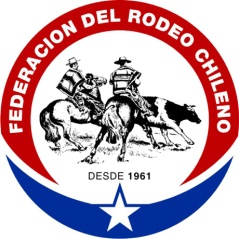 FEDERACION DEL RODEO CHILENO
DESDE 1961